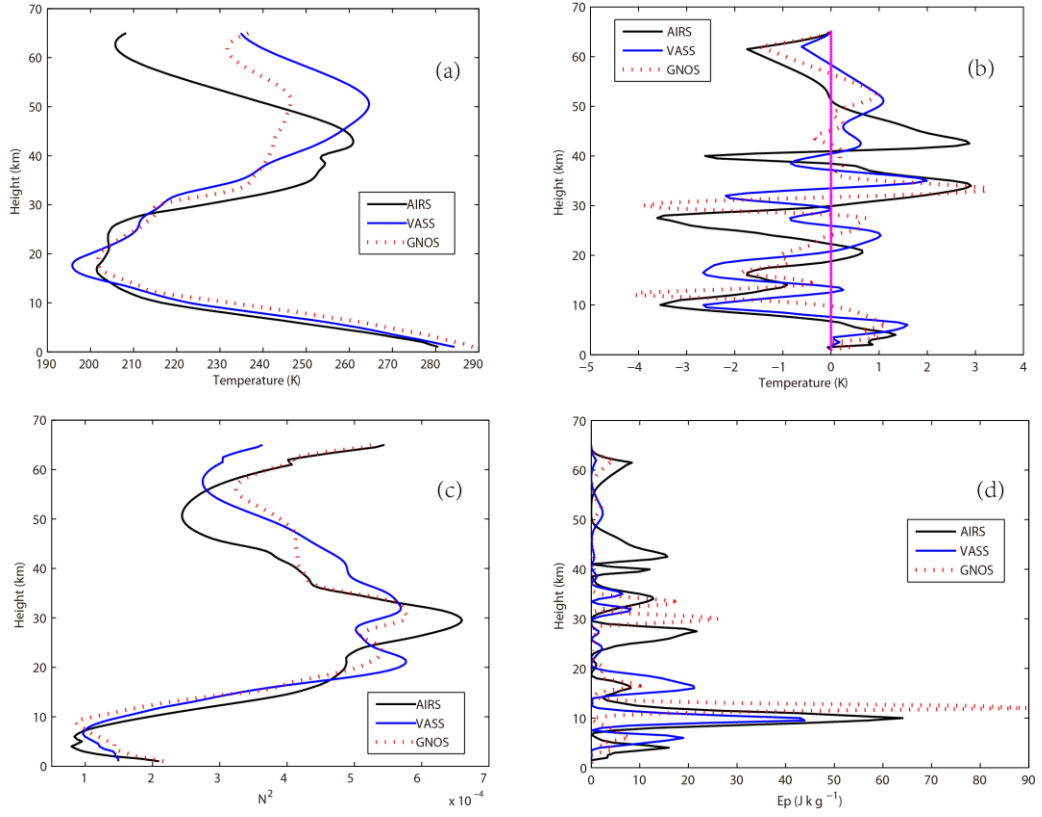 70
60
50
40
30
20
10
0
Height (km)
190 200 210 220 230 240 250 260 270 280 290
Temperature (K)
(a)
AIRS
VASS
GNOS
70
60
50
40
30
20
10
0
Height (km)
−5 −4 −3 −2 −1 0 1 2 3 4
Temperature (K)
AIRS
VASS
GNOS
(b)
70
60
50
40
30
20
10
0
Height (km)
1 2 3 4 5 6 7
N²
x 10⁻⁴
(c)
AIRS
VASS
GNOS
70
60
50
40
30
20
10
0
Height (km)
0 10 20 30 40 50 60 70 80 90
Ep (J kg ⁻¹)
(d)
AIRS
VASS
GNOS